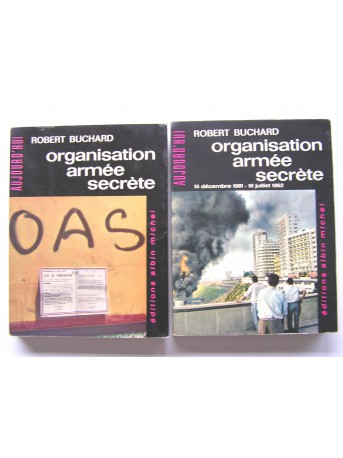 AUJOURD'HUI
ROBERT BUCHARD
organisation
armée
secrète
OAS
éditions albin michel
AUJOURD'HUI
ROBERT BUCHARD
organisation
armée
secrète
15 décembre 1961 - 10 juillet 1962
éditions albin michel